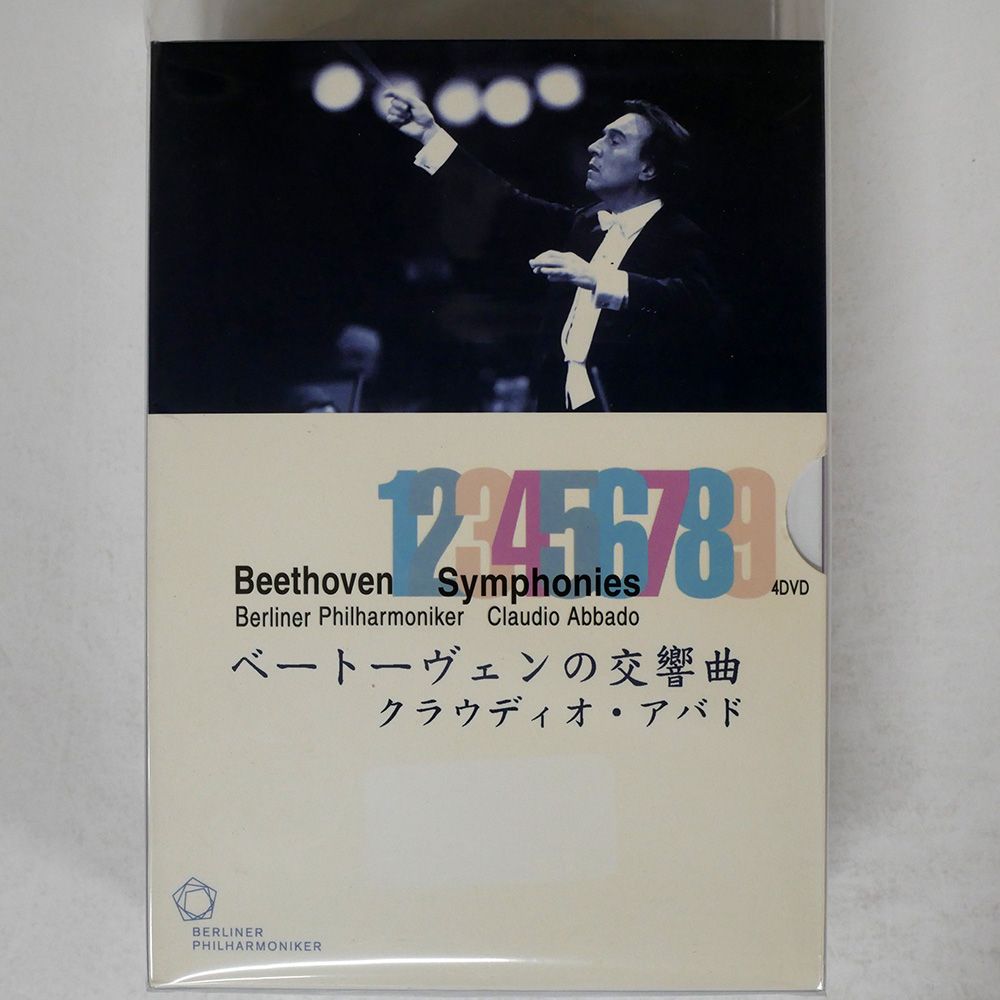 123456789
Beethoven Symphonies 4DVD
Berliner Philharmoniker Claudio Abbado
ベートーヴェンの交響曲
クラウディオ・アバド
BERLINER
PHILHARMONIKER